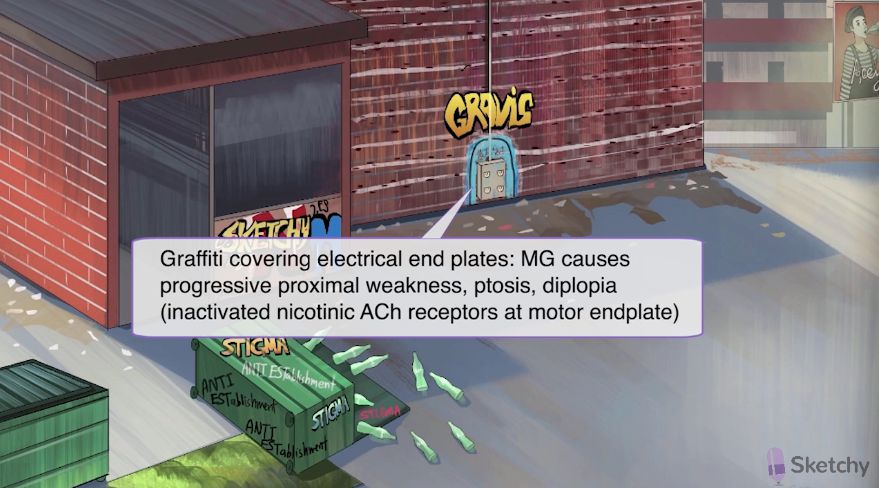 GRAVIS
SKETCHY
Graffiti covering electrical end plates: MG causes
progressive proximal weakness, ptosis, diplopia
(inactivated nicotinic ACh receptors at motor endplate)
STIGMA
ANTI ESTablishment
ANTI
ESTablishment
STIGMA
STIGMA
ANTI
ESTablishment
Sketchy